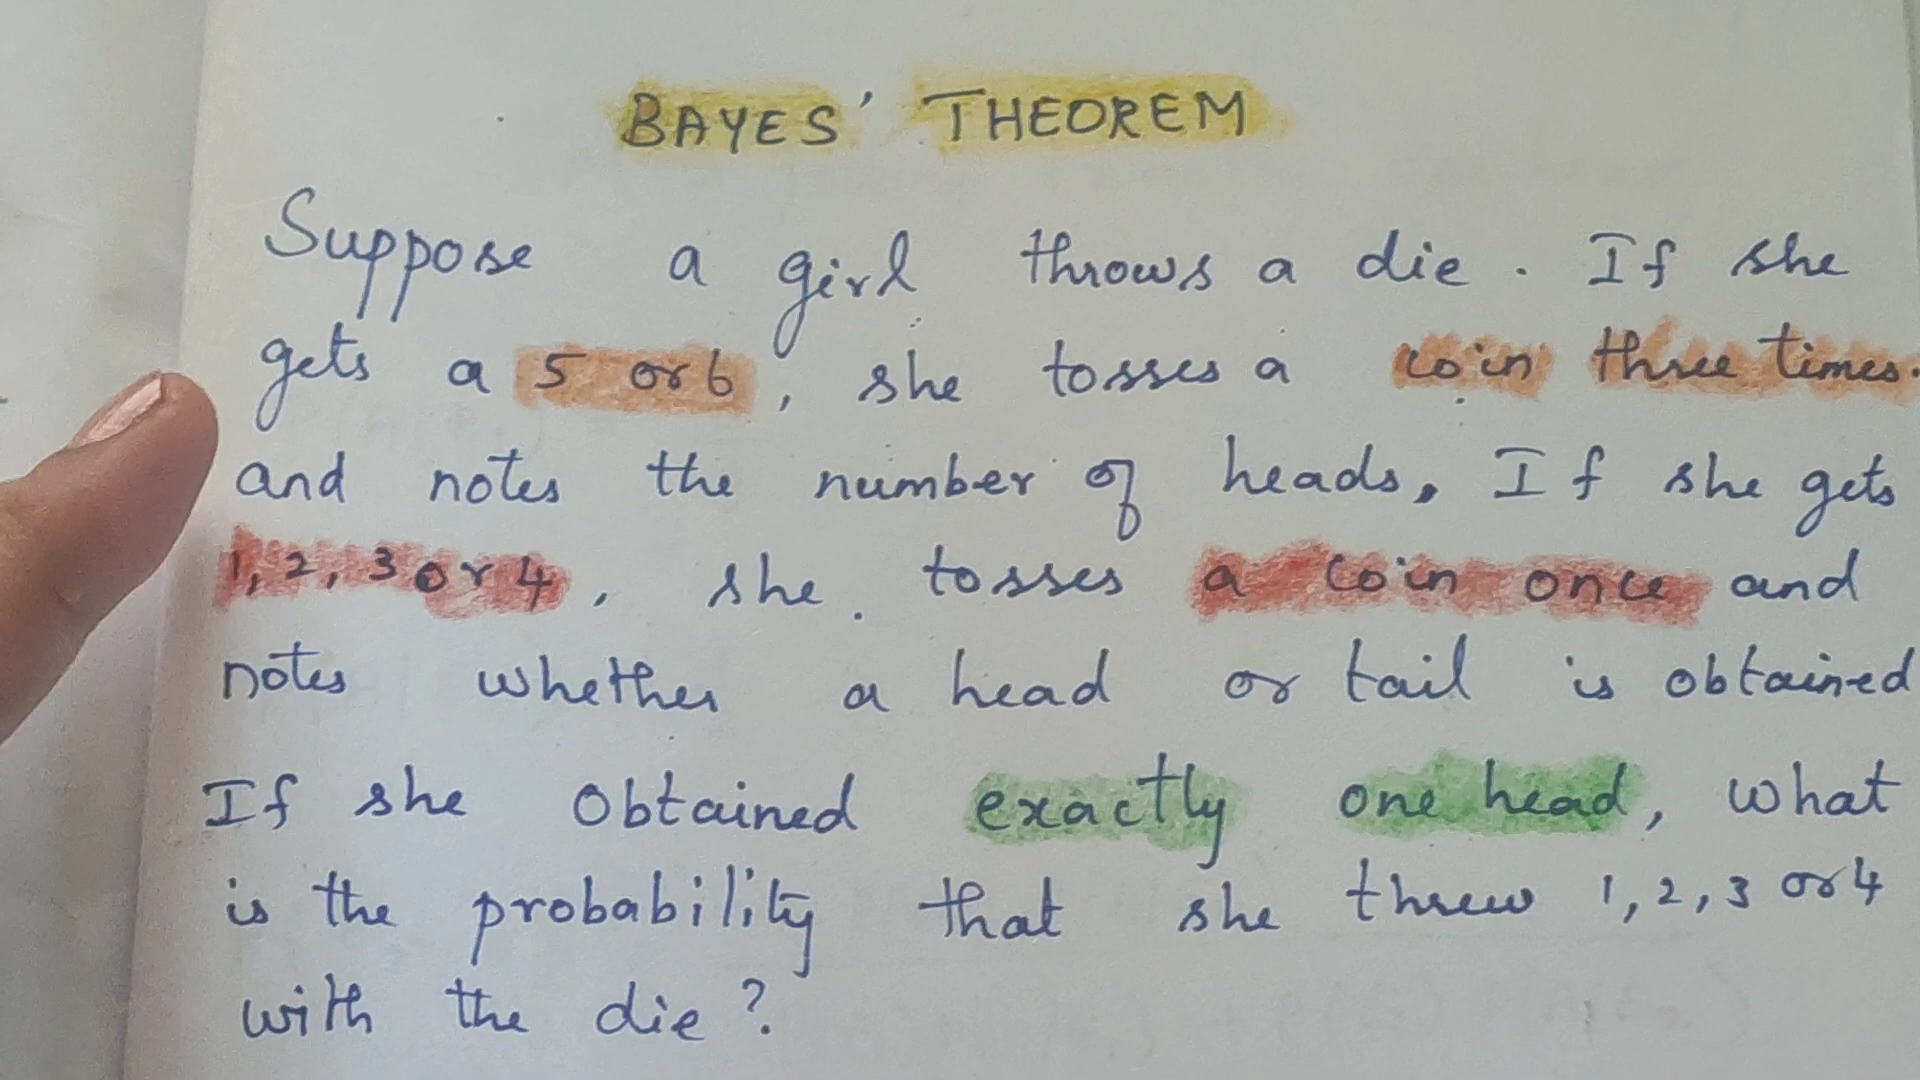 BAYES' THEOREM
Suppose a girl throws a die. If she
gets a 5 or 6, she tosses a coin three times.
and notes the number of heads, If she gets
1, 2, 3 or 4, she tosses a coin once and
notes whether a head or tail is obtained
If she obtained exactly one head, what
is the probability that she threw 1, 2, 3 or 4
with the die?